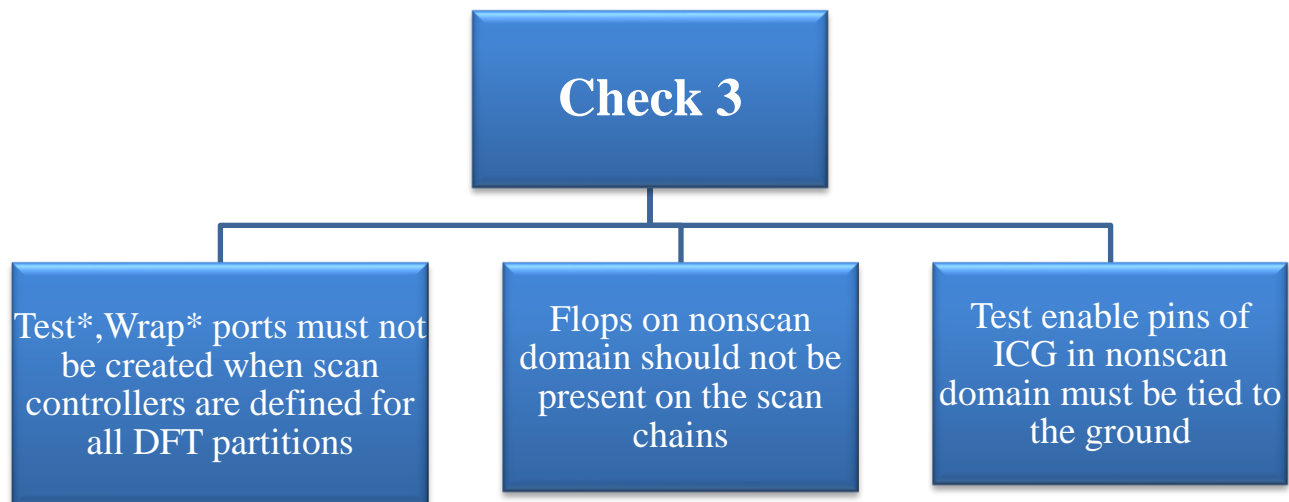 Check 3
Test*,Wrap* ports must not
be created when scan
controllers are defined for
all DFT partitions
Flops on nonscan
domain should not be
present on the scan
chains
Test enable pins of
ICG in nonscan
domain must be tied to
the ground